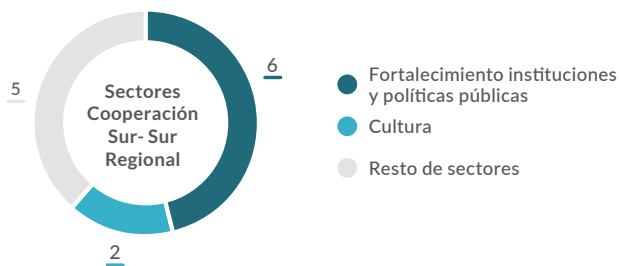 5
6
2
Sectores
Cooperación
Sur- Sur
Regional
Fortalecimiento instituciones
y políticas públicas
Cultura
Resto de sectores